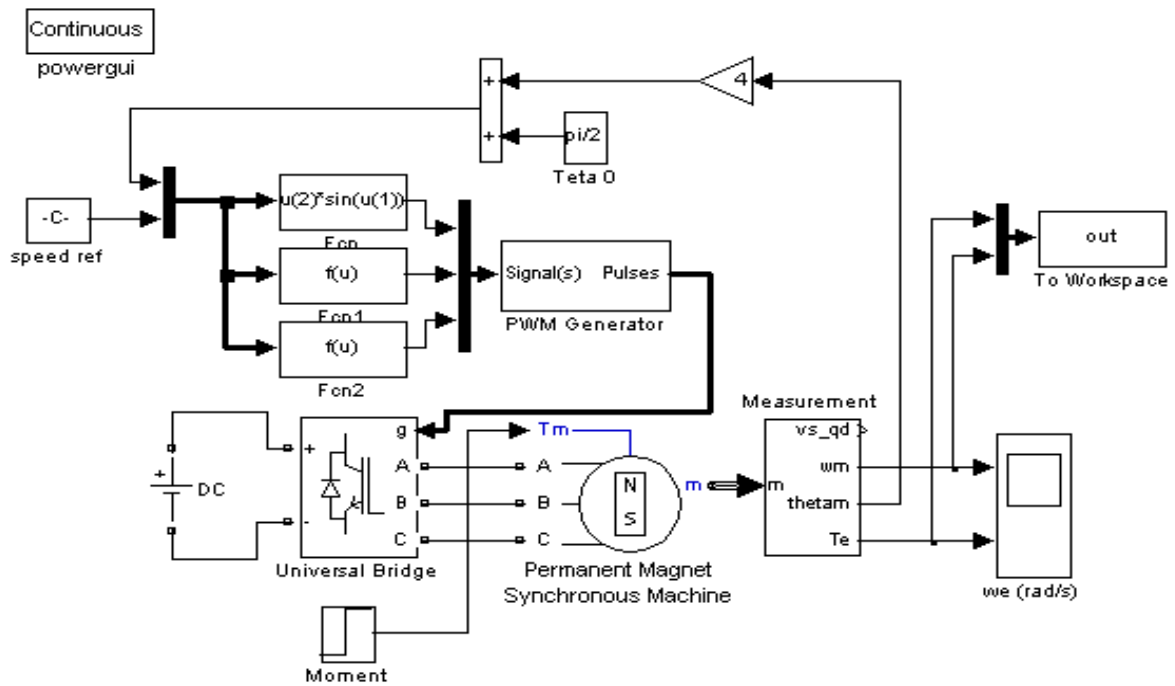 Continuous
powergui
4
+
+
pi/2
Teta 0
-C-
speed ref
u(2)*sin(u(1))
Fcn
f(u)
Fcn1
f(u)
Fcn2
Signal(s) Pulses
PWM Generator
out
To Workspace
+
DC
+
-
g
A
B
C
Universal Bridge
Tm
A
B
C
N
S
m
Permanent Magnet
Synchronous Machine
Measurement
m
vs_qd
wm
thetam
Te
we (rad/s)
Moment